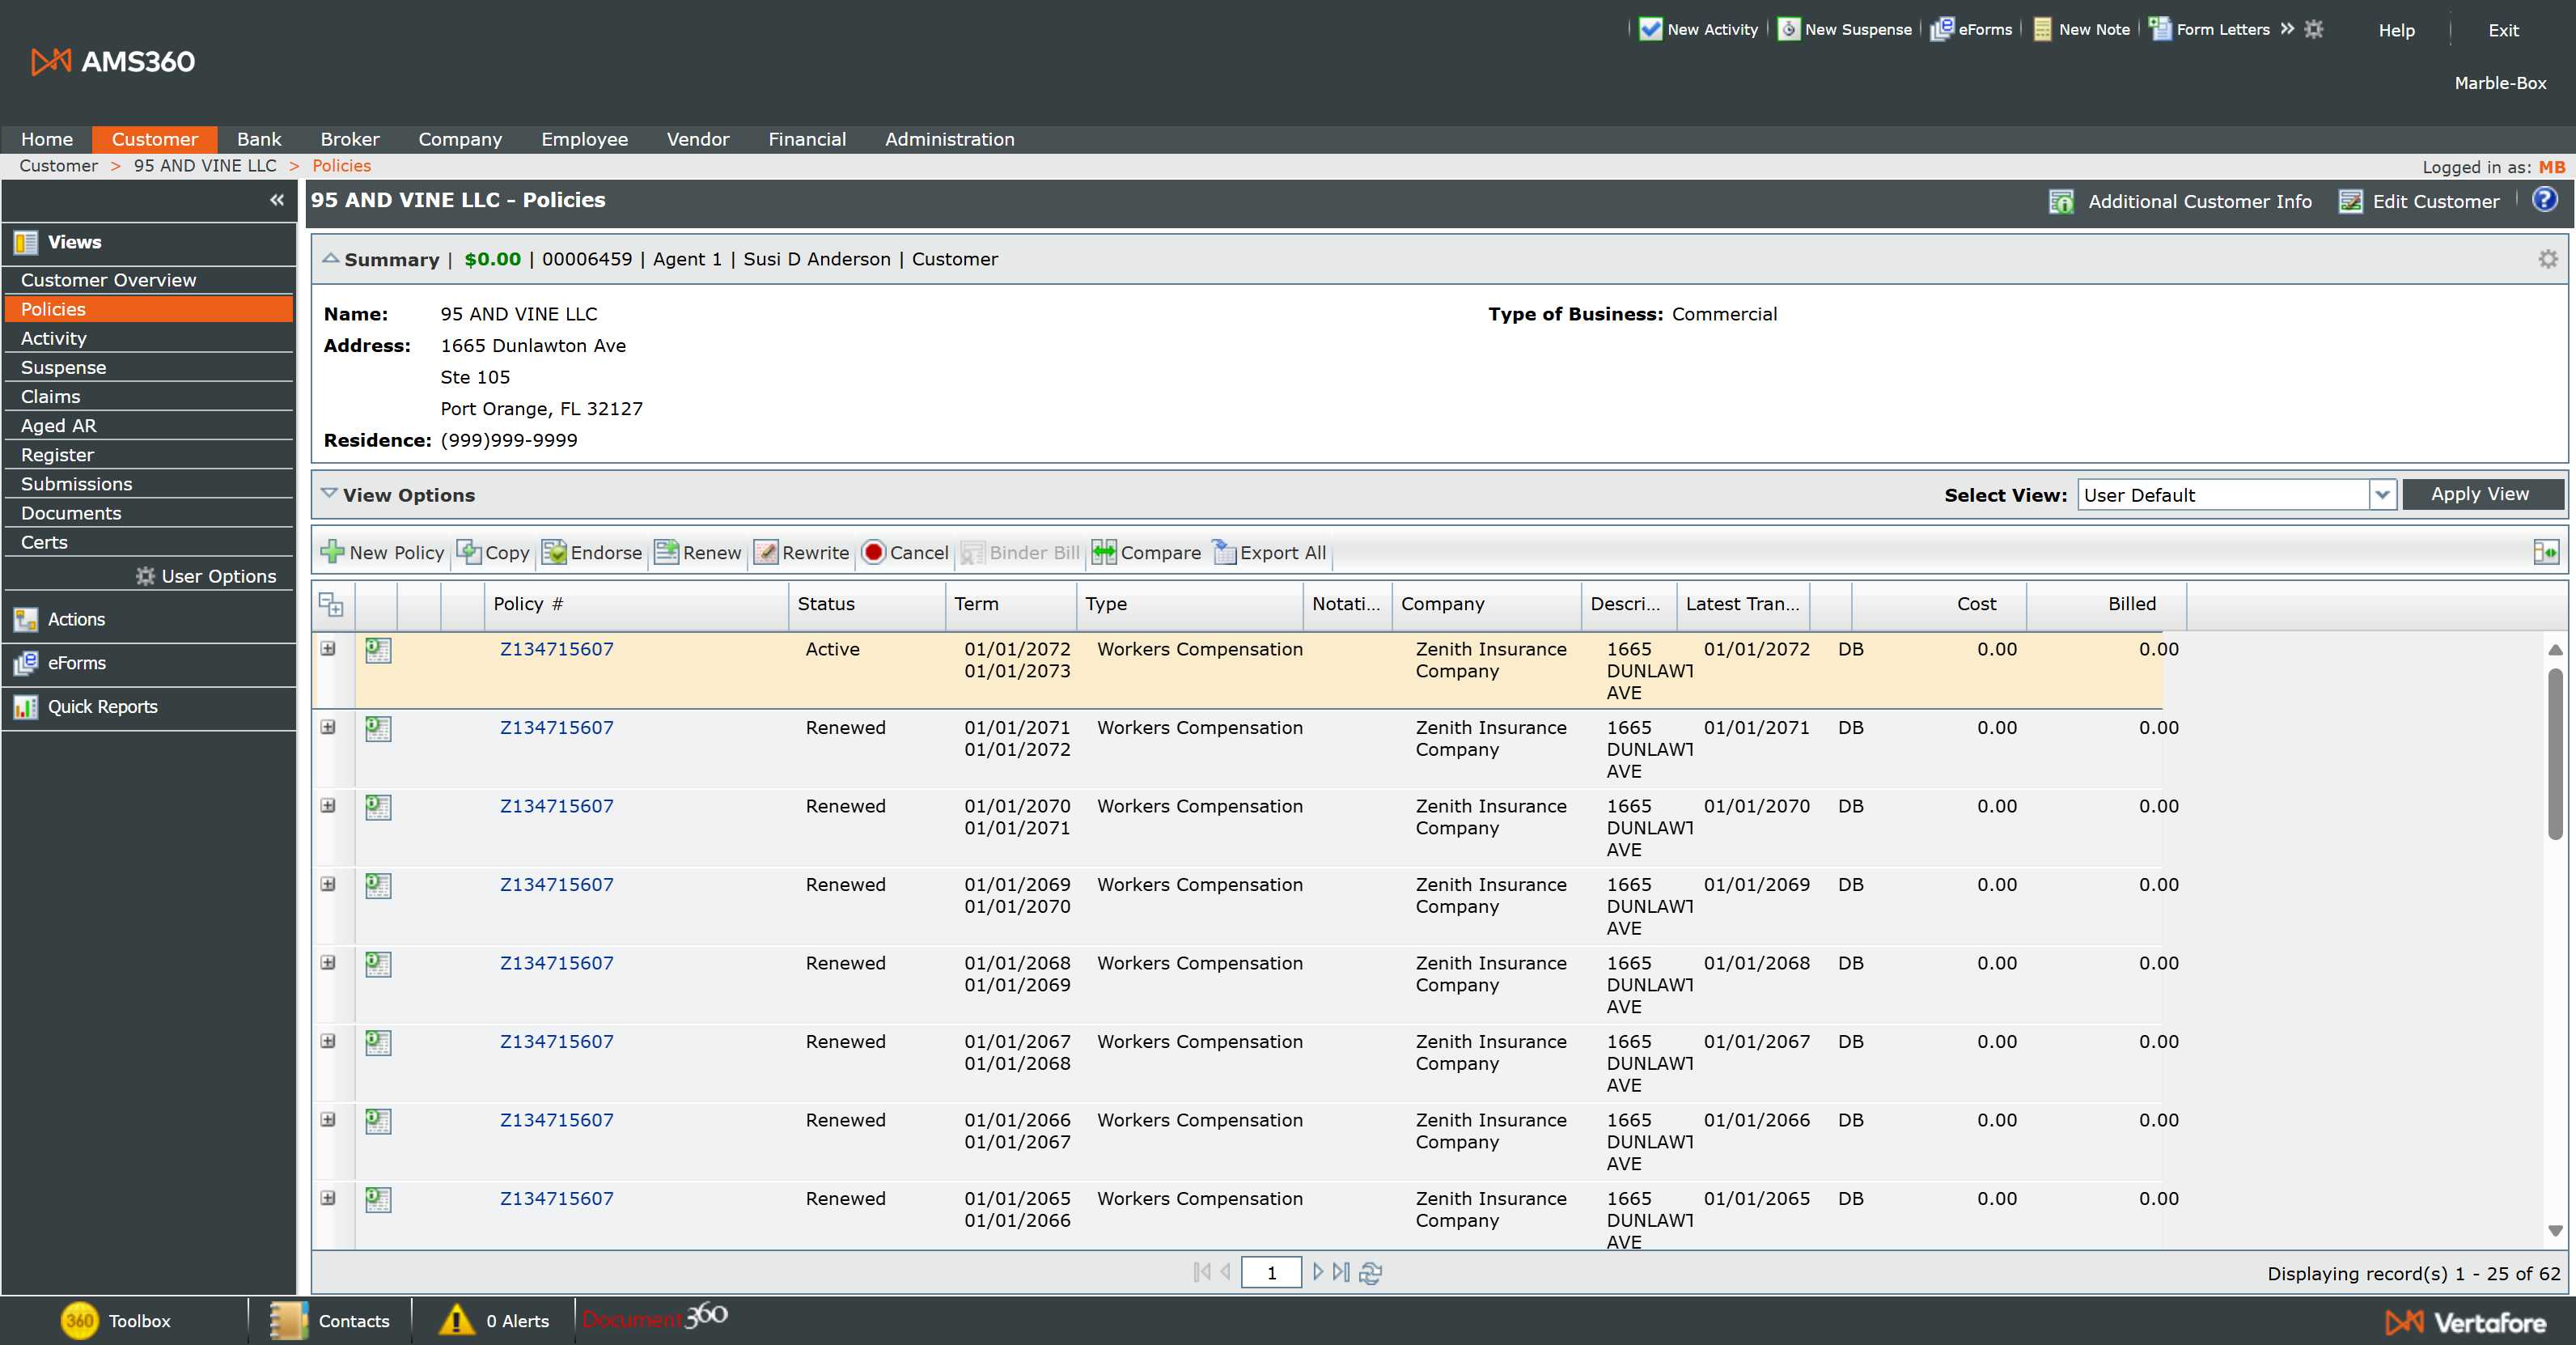 New Activity New Suspense eForms New Note Form Letters » Help Exit
AMS360
Marble-Box
Home Customer Bank Broker Company Employee Vendor Financial Administration
Customer > 95 AND VINE LLC > Policies
Logged in as: MB
«
95 AND VINE LLC - Policies
Additional Customer Info Edit Customer ?
Views
Customer Overview
Policies
Activity
Suspense
Claims
Aged AR
Register
Submissions
Documents
Certs
User Options
Actions
eForms
Quick Reports
Summary | $0.00 | 00006459 | Agent 1 | Susi D Anderson | Customer
Name: 95 AND VINE LLC
Type of Business: Commercial
Address: 1665 Dunlawton Ave
Ste 105
Port Orange, FL 32127
Residence: (999)999-9999
View Options
Select View: User Default Apply View
New Policy Copy Endorse Renew Rewrite Cancel Binder Bill Compare Export All
Policy # Status Term Type Notati... Company Descri... Latest Tran... Cost Billed
Z134715607 Active 01/01/2072 Workers Compensation Zenith Insurance 1665 01/01/2072 DB 0.00 0.00
01/01/2073 Company DUNLAWT
AVE
Z134715607 Renewed 01/01/2071 Workers Compensation Zenith Insurance 1665 01/01/2071 DB 0.00 0.00
01/01/2072 Company DUNLAWT
AVE
Z134715607 Renewed 01/01/2070 Workers Compensation Zenith Insurance 1665 01/01/2070 DB 0.00 0.00
01/01/2071 Company DUNLAWT
AVE
Z134715607 Renewed 01/01/2069 Workers Compensation Zenith Insurance 1665 01/01/2069 DB 0.00 0.00
01/01/2070 Company DUNLAWT
AVE
Z134715607 Renewed 01/01/2068 Workers Compensation Zenith Insurance 1665 01/01/2068 DB 0.00 0.00
01/01/2069 Company DUNLAWT
AVE
Z134715607 Renewed 01/01/2067 Workers Compensation Zenith Insurance 1665 01/01/2067 DB 0.00 0.00
01/01/2068 Company DUNLAWT
AVE
Z134715607 Renewed 01/01/2066 Workers Compensation Zenith Insurance 1665 01/01/2066 DB 0.00 0.00
01/01/2067 Company DUNLAWT
AVE
Z134715607 Renewed 01/01/2065 Workers Compensation Zenith Insurance 1665 01/01/2065 DB 0.00 0.00
01/01/2066 Company DUNLAWT
AVE
1
Displaying record(s) 1 - 25 of 62
360 Toolbox Contacts 0 Alerts Document360
Vertafore